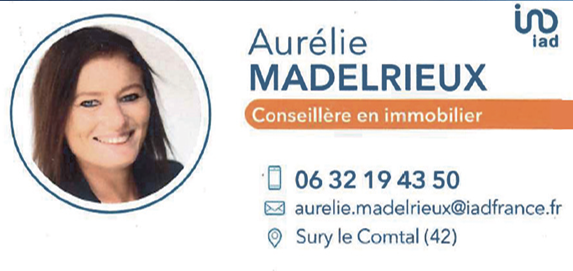 iad
Aurélie
MADELRIEUX
Conseillère en immobilier
06 32 19 43 50
aurelie.madelrieux@iadfrance.fr
Sury le Comtal (42)